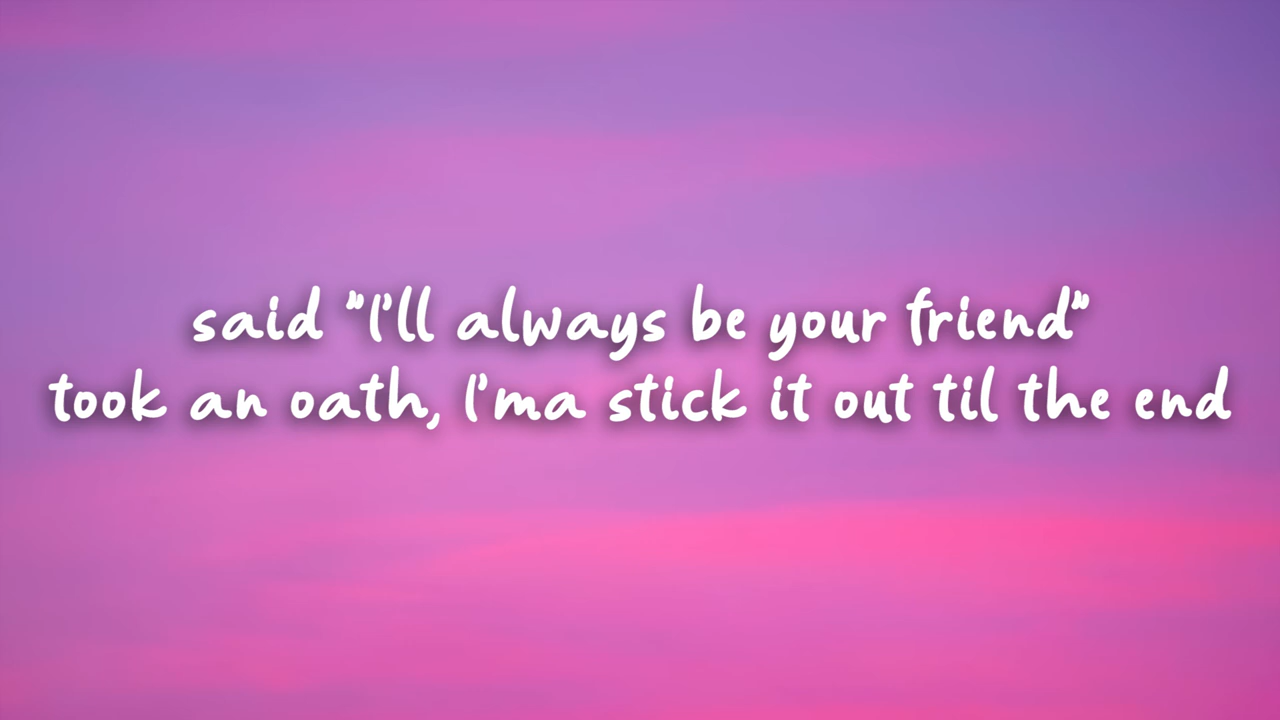 said "I'll always be your friend"
took an oath, I'ma stick it out til the end